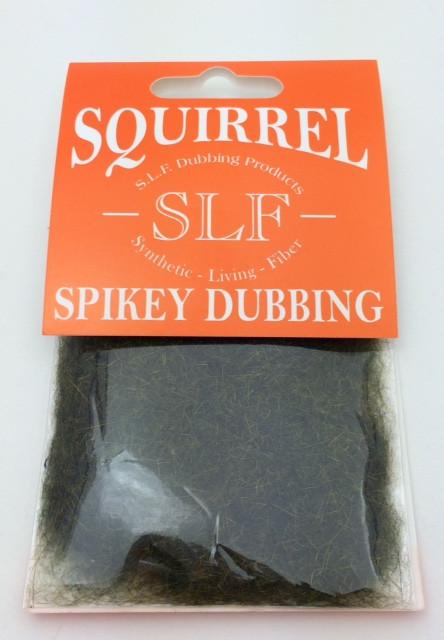 SQUIRREL
S.L.F. Dubbing Products
SLF
Synthetic - Living - Fiber
SPIKEY DUBBING